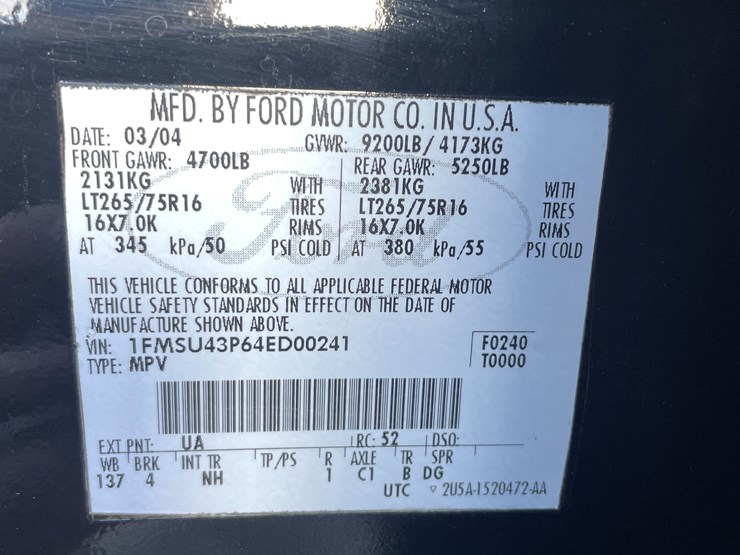 MFD. BY FORD MOTOR CO. IN U.S.A.
DATE: 03/04 GVWR: 9200LB/ 4173KG
FRONT GAWR: 4700LB REAR GAWR: 5250LB
2131KG WITH 2381KG WITH
LT265/75R16 TIRES LT265/75R16 TIRES
16X7.0K RIMS 16X7.0K RIMS
AT 345 kPa/50 PSI COLD AT 380 kPa/55 PSI COLD
Ford
THIS VEHICLE CONFORMS TO ALL APPLICABLE FEDERAL MOTOR
VEHICLE SAFETY STANDARDS IN EFFECT ON THE DATE OF
MANUFACTURE SHOWN ABOVE.
VIN: 1FMSU43P64ED00241 F0240
TYPE: MPV T0000
EXT PNT: UA RC: 52 DSO:
WB BRK INT TR TP/PS R AXLE TR SPR
137 4 NH 1 C1 B DG
UTC ▽ 2U5A-1520472-AA